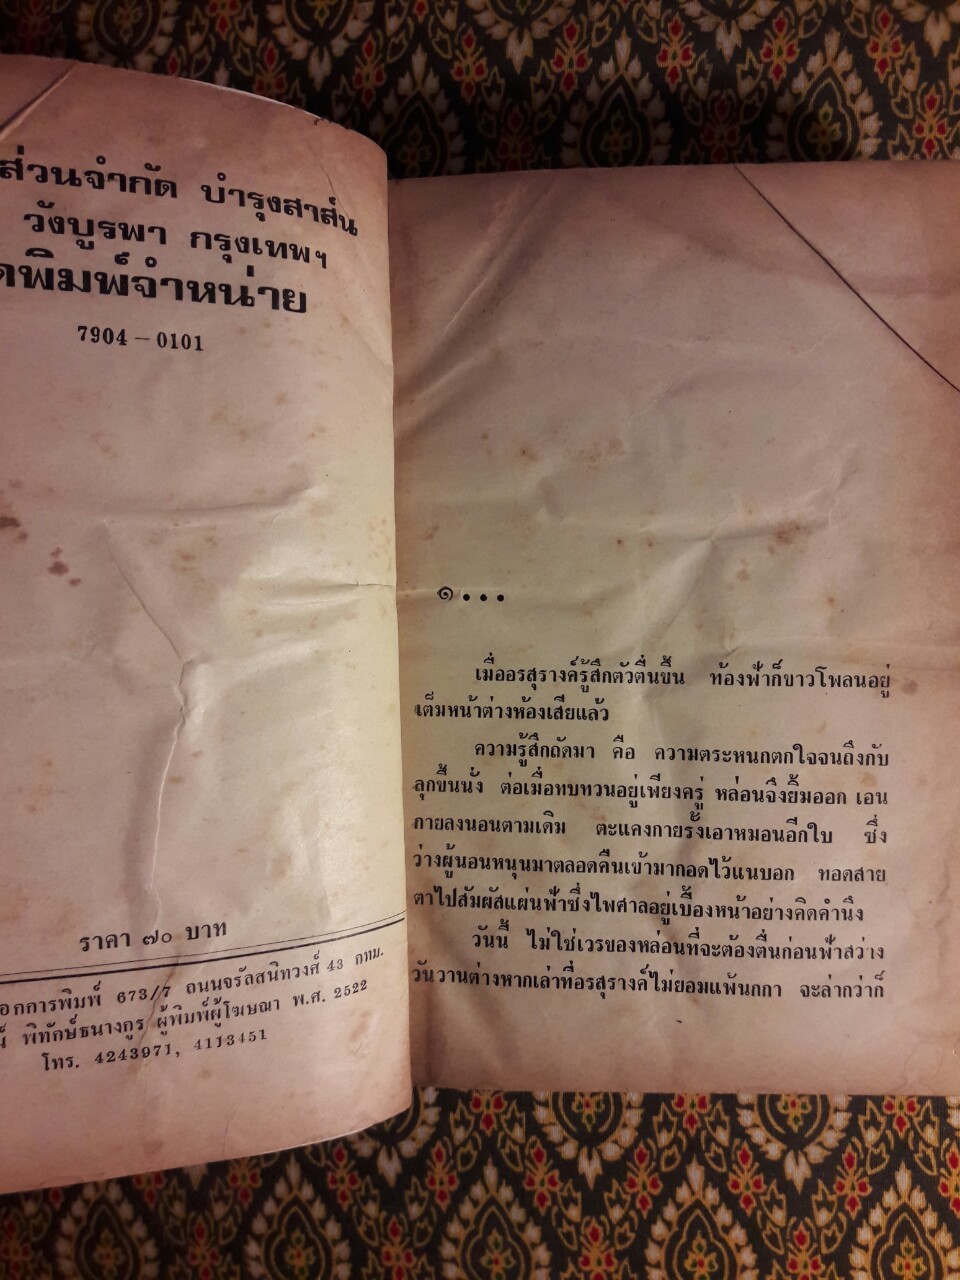 ส่วนจำกัด บำรุงสาส์น
วังบูรพา กรุงเทพฯ
ดพิมพ์จำหน่าย
7904 – 0101
ราคา ๗๐ บาท
อกการพิมพ์ 673/7 ถนนจรัลสนิทวงศ์ 43 กทม.
พิทักษ์ธนางกูร ผู้พิมพ์ผู้โฆษณา พ.ศ. 2522
โทร. 4243971, 4113451
๑...
เมื่ออรสุรางค์รู้สึกตัวตื่นขึ้น ท้องฟ้าก็ขาวโพลนอยู่
เต็มหน้าต่างห้องเสียแล้ว
ความรู้สึกถัดมา คือ ความตระหนกตกใจจนถึงกับ
ลุกขึ้นนั่ง ต่อเมื่อทบทวนอยู่เพียงครู่ หล่อนจึงยิ้มออก เอน
กายลงนอนตามเดิม ตะแคงกายรั้งเอาหมอนอีกใบ ซึ่ง
ว่างผู้นอนหนุนมาตลอดคืนเข้ามากอดไว้แนบอก ทอดสาย
ตาไปสัมผัสแผ่นฟ้าซึ่งไพศาลอยู่เบื้องหน้าอย่างคิดคำนึง
วันนี้ ไม่ใช่เวรของหล่อนที่จะต้องตื่นก่อนฟ้าสว่าง
วันวานต่างหากเล่าที่อรสุรางค์ไม่ยอมแพ้นกกา จะล่ากว่าก็